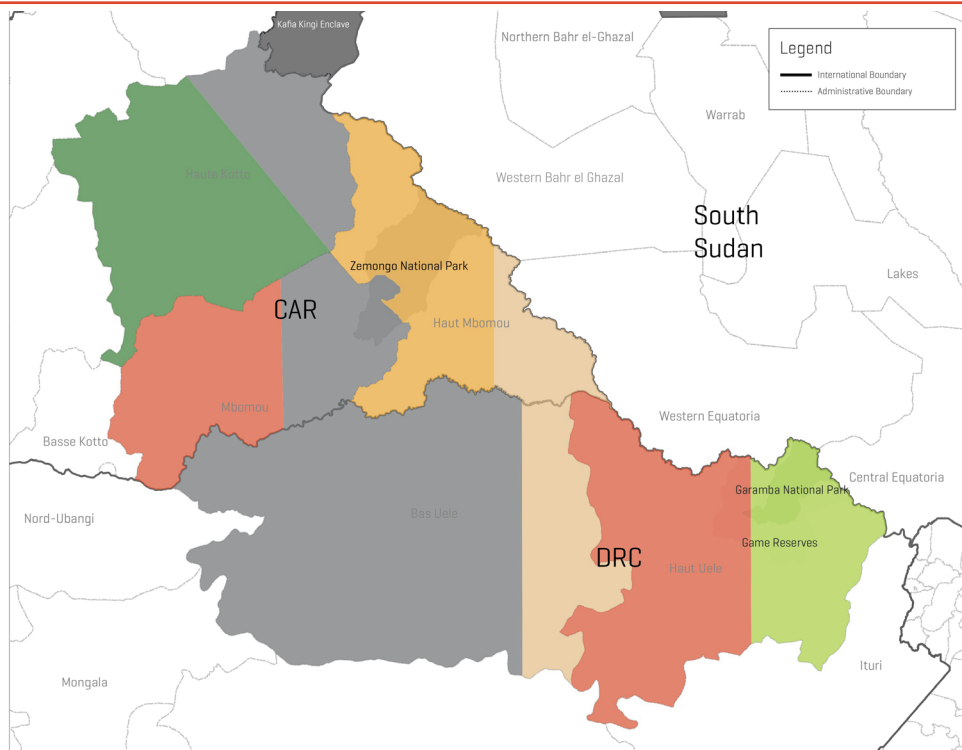 Kafia Kingi Enclave
Northern Bahr el-Ghazal
Legend
International Boundary
Administrative Boundary
Warrab
Haute Kotto
Western Bahr el Ghazal
South
Sudan
Zemongo National Park
Lakes
CAR
Haut Mbomou
Mbomou
Western Equatoria
Basse Kotto
Central Equatoria
Garamba National Park
Nord-Ubangi
Bas Uele
Game Reserves
DRC
Haut Uele
Ituri
Mongala